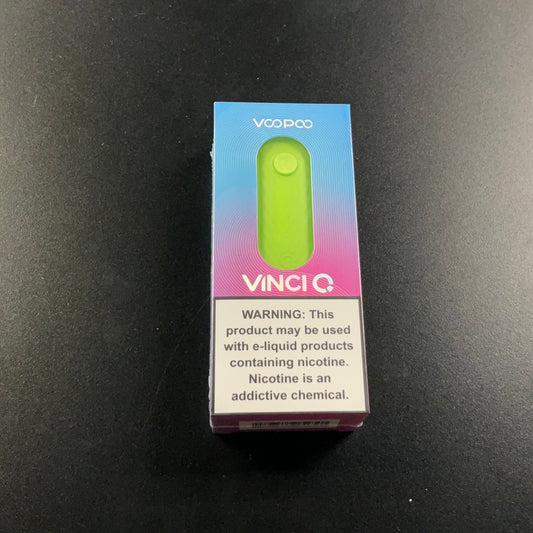 VOOPOO
VINCI Q
WARNING: This
product may be used
with e-liquid products
containing nicotine.
Nicotine is an
addictive chemical.